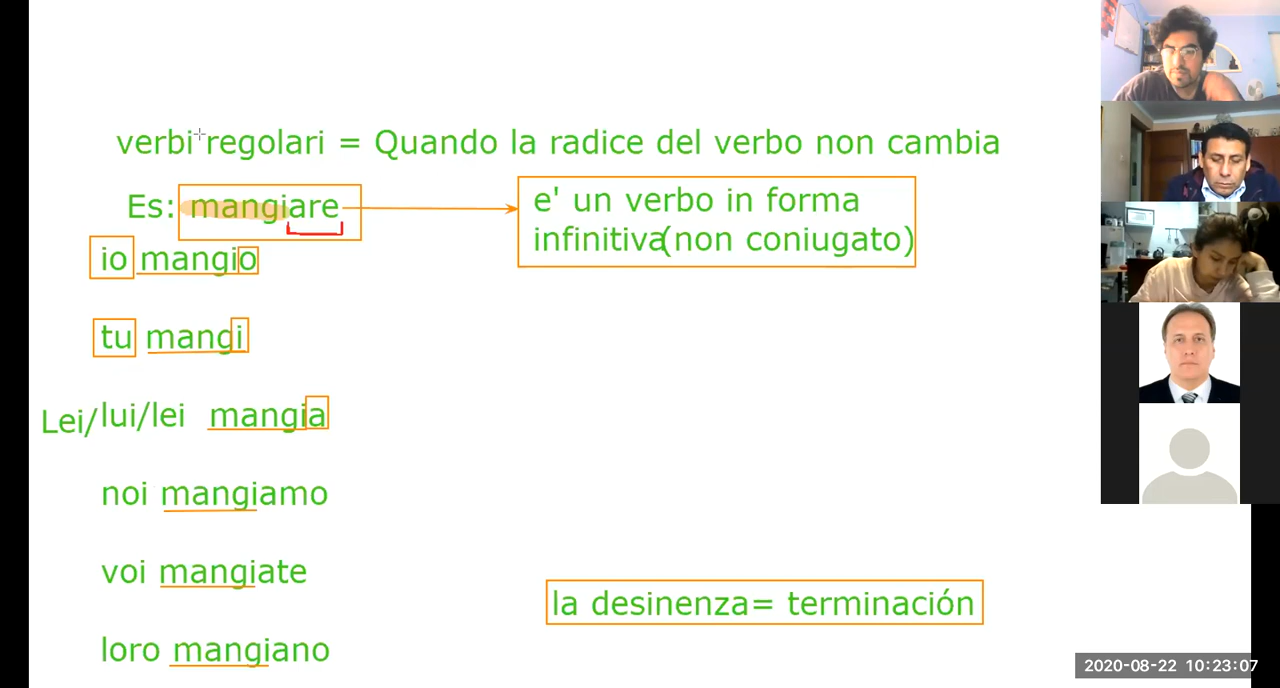 verbi regolari = Quando la radice del verbo non cambia
Es: mangiare
e' un verbo in forma
infinitiva(non coniugato)
io mangio
tu mangi
Lei/lui/lei mangia
noi mangiamo
voi mangiate
la desinenza= terminación
loro mangiano
2020-08-22 10:23:07